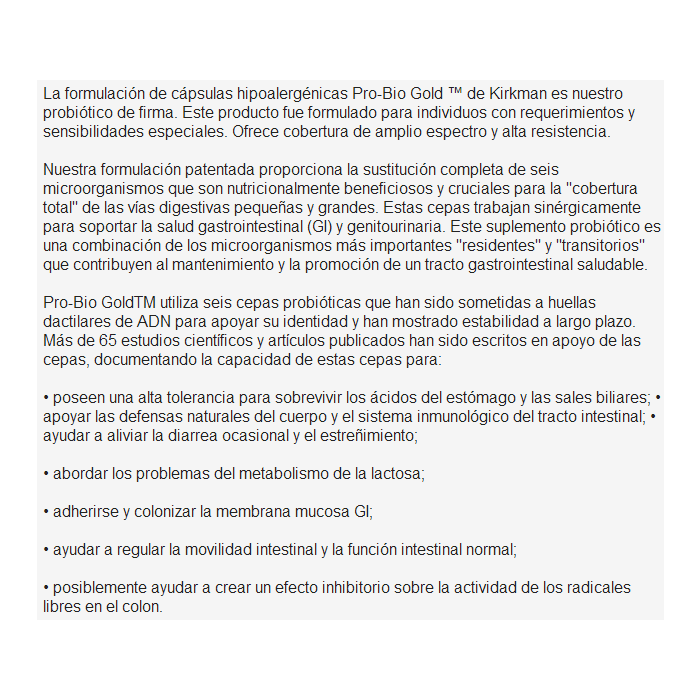 La formulación de cápsulas hipoalergénicas Pro-Bio Gold ™ de Kirkman es nuestro
probiótico de firma. Este producto fue formulado para individuos con requerimientos y
sensibilidades especiales. Ofrece cobertura de amplio espectro y alta resistencia.
Nuestra formulación patentada proporciona la sustitución completa de seis
microorganismos que son nutricionalmente beneficiosos y cruciales para la "cobertura
total" de las vías digestivas pequeñas y grandes. Estas cepas trabajan sinérgicamente
para soportar la salud gastrointestinal (GI) y genitourinaria. Este suplemento probiótico es
una combinación de los microorganismos más importantes "residentes" y "transitorios"
que contribuyen al mantenimiento y la promoción de un tracto gastrointestinal saludable.
Pro-Bio GoldTM utiliza seis cepas probióticas que han sido sometidas a huellas
dactilares de ADN para apoyar su identidad y han mostrado estabilidad a largo plazo.
Más de 65 estudios científicos y artículos publicados han sido escritos en apoyo de las
cepas, documentando la capacidad de estas cepas para:
• poseen una alta tolerancia para sobrevivir los ácidos del estómago y las sales biliares; •
apoyar las defensas naturales del cuerpo y el sistema inmunológico del tracto intestinal; •
ayudar a aliviar la diarrea ocasional y el estreñimiento;
• abordar los problemas del metabolismo de la lactosa;
• adherirse y colonizar la membrana mucosa GI;
• ayudar a regular la movilidad intestinal y la función intestinal normal;
• posiblemente ayudar a crear un efecto inhibitorio sobre la actividad de los radicales
libres en el colon.